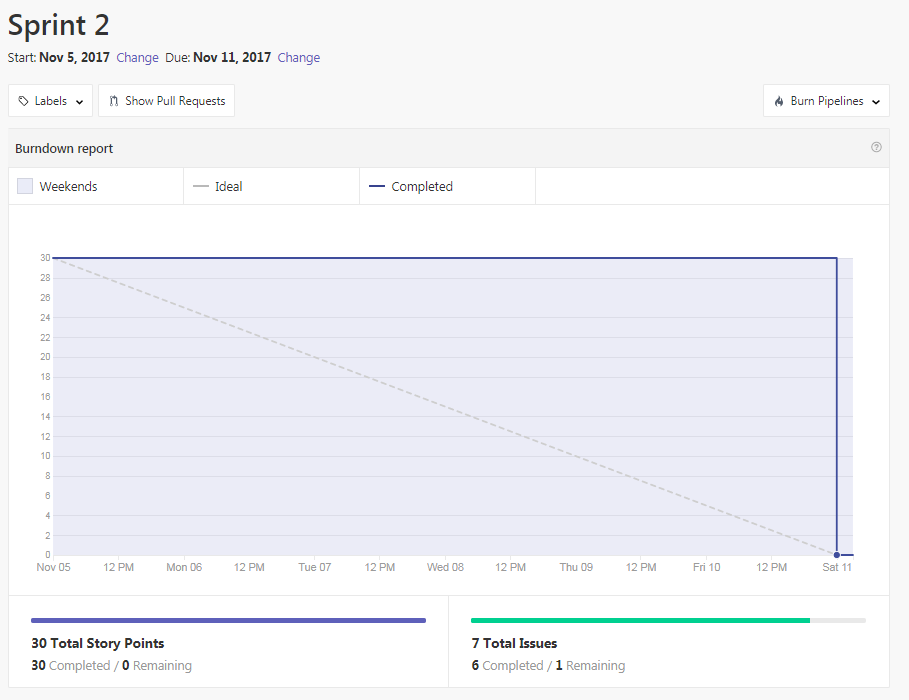 Sprint 2
Start: Nov 5, 2017 Change Due: Nov 11, 2017 Change
Labels Show Pull Requests Burn Pipelines
Burndown report
Weekends Ideal Completed
30
28
26
24
22
20
18
16
14
12
10
8
6
4
2
0
Nov 05 12 PM Mon 06 12 PM Tue 07 12 PM Wed 08 12 PM Thu 09 12 PM Fri 10 12 PM Sat 11
30 Total Story Points 7 Total Issues
30 Completed / 0 Remaining 6 Completed / 1 Remaining